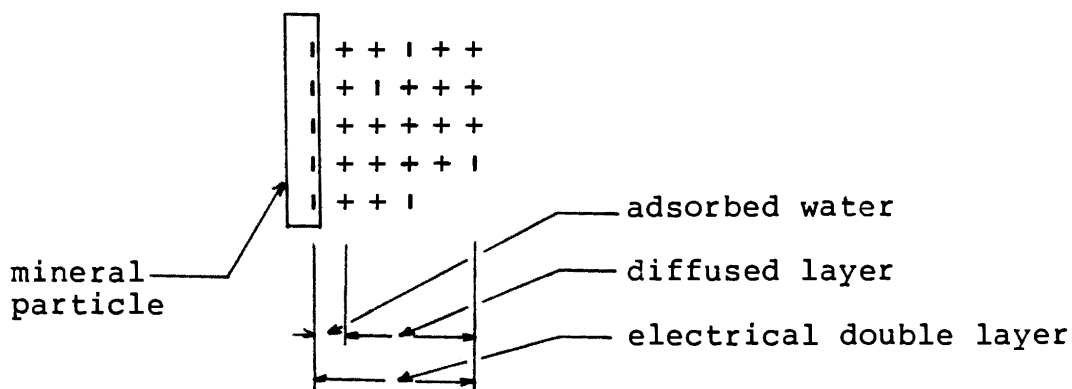 adsorbed water
mineral
particle
diffused layer
electrical double layer